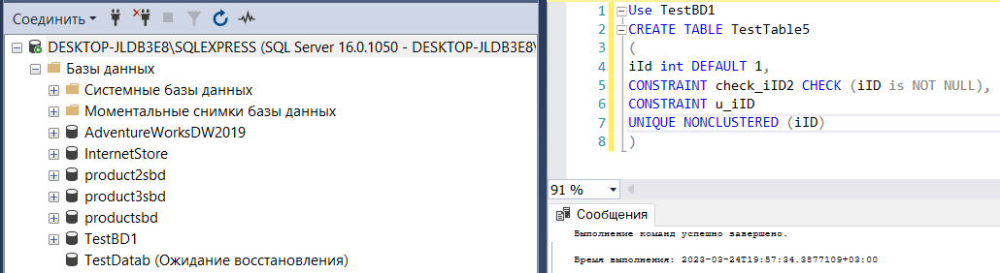 Соединить
DESKTOP-JLDB3E8\SQLEXPRESS (SQL Server 16.0.1050 - DESKTOP-JLDB3E8\
Базы данных
Системные базы данных
Моментальные снимки базы данных
AdventureWorksDW2019
InternetStore
product2sbd
product3sbd
productsbd
TestBD1
TestDatab (Ожидание восстановления)
1 Use TestBD1
2 CREATE TABLE TestTable5
3 (
4 iId int DEFAULT 1,
5 CONSTRAINT check_iID2 CHECK (iID is NOT NULL),
6 CONSTRAINT u_iID
7 UNIQUE NONCLUSTERED (iID)
8 )
91 %
Сообщения
Выполнение команд успешно завершено.
Время выполнения: 2023-03-24T19:57:34.3877109+03:00